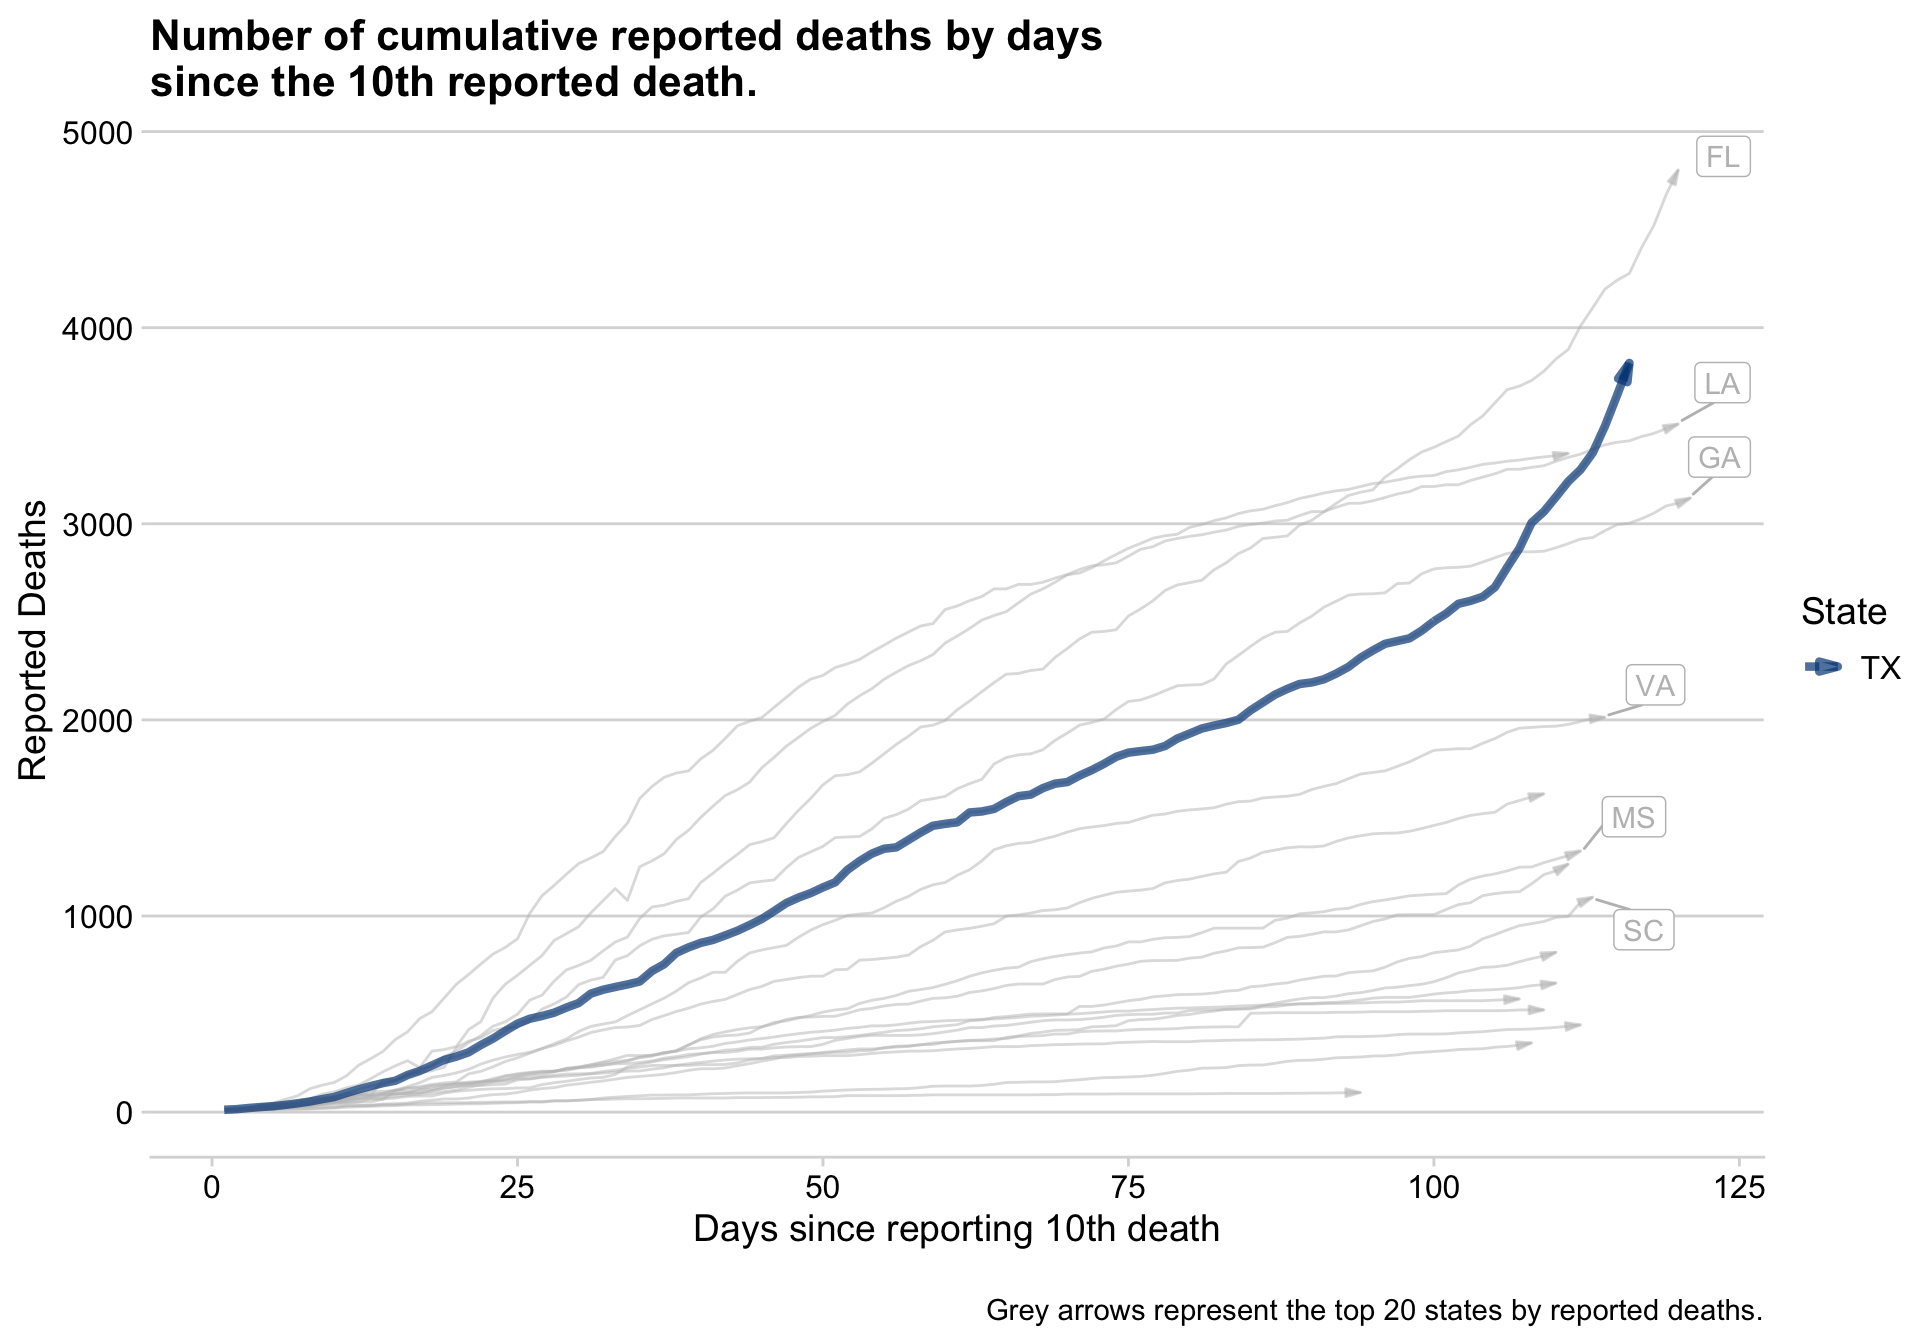 Number of cumulative reported deaths by days
since the 10th reported death.
5000
4000
3000
2000
1000
0
Reported Deaths
FL
LA
GA
VA
MS
SC
State
TX
0 25 50 75 100 125
Days since reporting 10th death
Grey arrows represent the top 20 states by reported deaths.